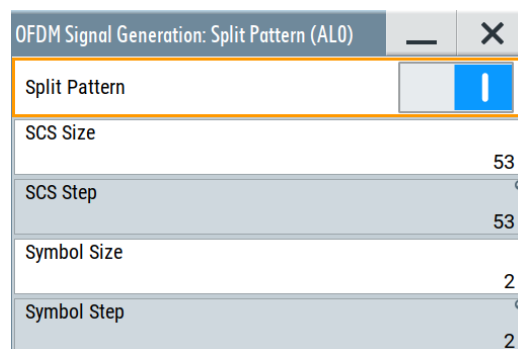 OFDM Signal Generation: Split Pattern (AL0)
Split Pattern
SCS Size
53
SCS Step
53
Symbol Size
2
Symbol Step
2